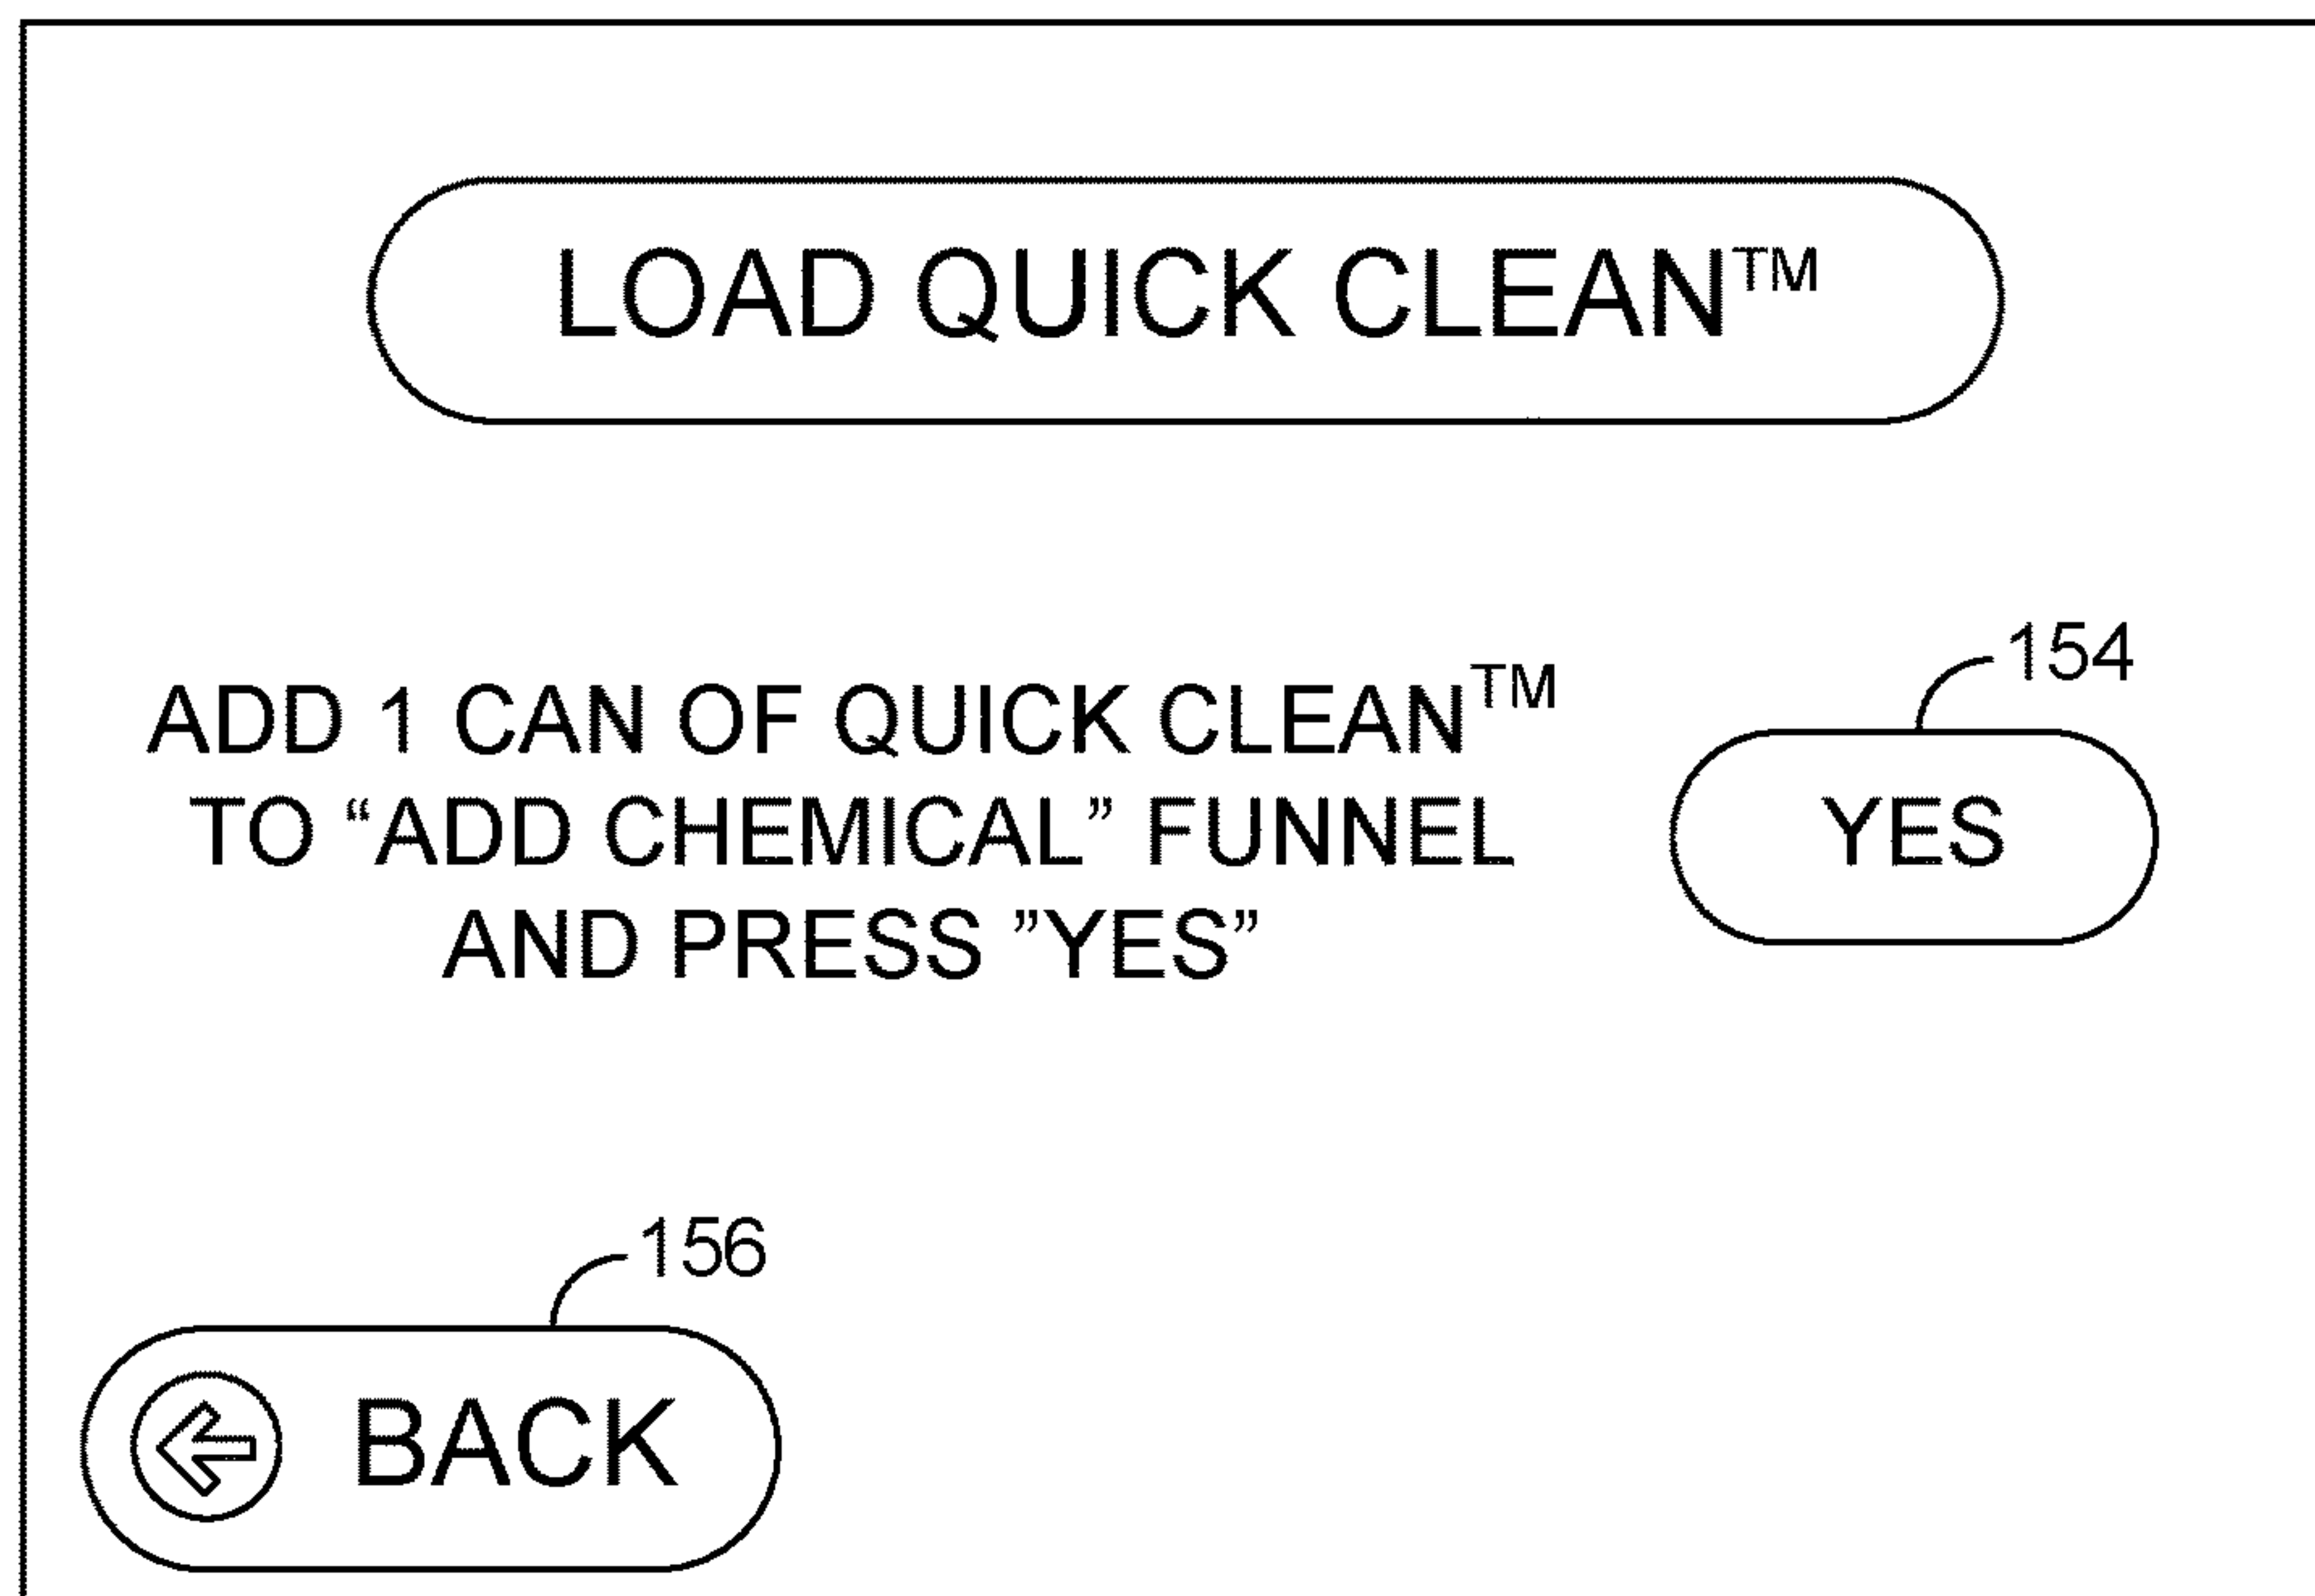 LOAD QUICK CLEAN™
ADD 1 CAN OF QUICK CLEAN™
TO “ADD CHEMICAL” FUNNEL
AND PRESS ”YES”
154
YES
156
BACK